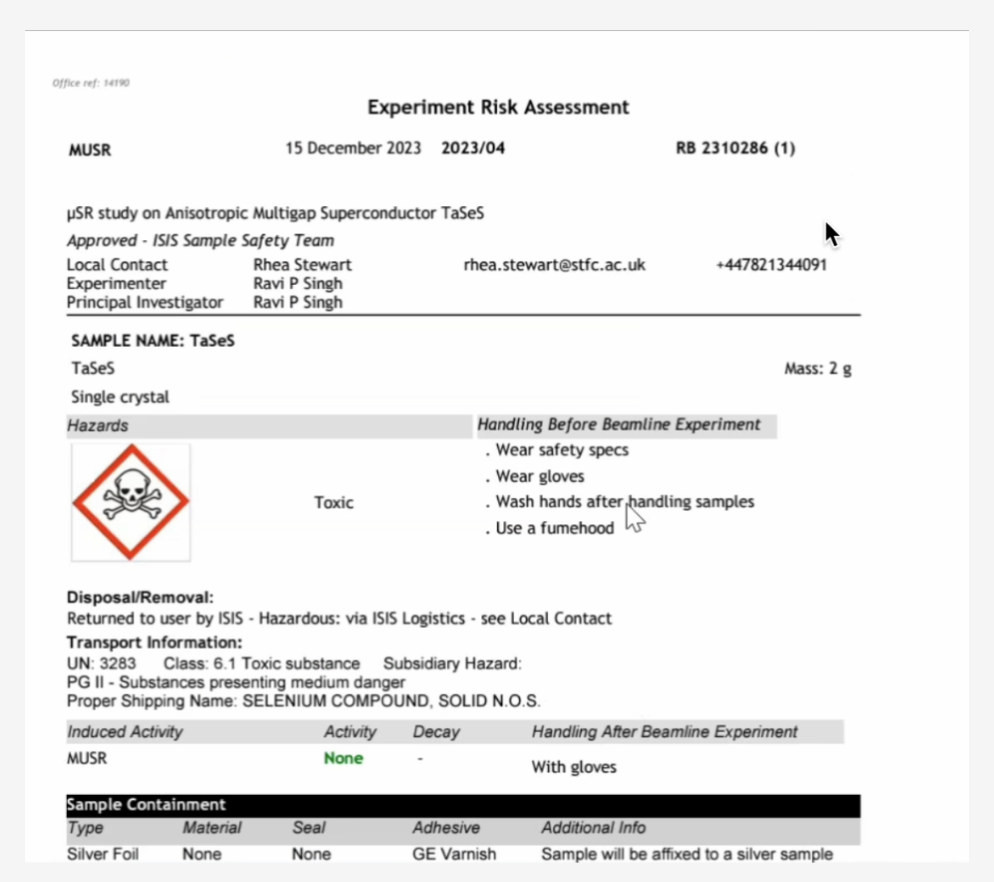 Office ref: 14190
Experiment Risk Assessment
MUSR 15 December 2023 2023/04 RB 2310286 (1)
µSR study on Anisotropic Multigap Superconductor TaSeS
Approved - ISIS Sample Safety Team
Local Contact Rhea Stewart rhea.stewart@stfc.ac.uk +447821344091
Experimenter Ravi P Singh
Principal Investigator Ravi P Singh
SAMPLE NAME: TaSeS
TaSeS Mass: 2 g
Single crystal
Hazards Handling Before Beamline Experiment
. Wear safety specs
. Wear gloves
Toxic . Wash hands after handling samples
. Use a fumehood
Disposal/Removal:
Returned to user by ISIS - Hazardous: via ISIS Logistics - see Local Contact
Transport Information:
UN: 3283 Class: 6.1 Toxic substance Subsidiary Hazard:
PG II - Substances presenting medium danger
Proper Shipping Name: SELENIUM COMPOUND, SOLID N.O.S.
Induced Activity Activity Decay Handling After Beamline Experiment
MUSR None - With gloves
Sample Containment
Type Material Seal Adhesive Additional Info
Silver Foil None None GE Varnish Sample will be affixed to a silver sample